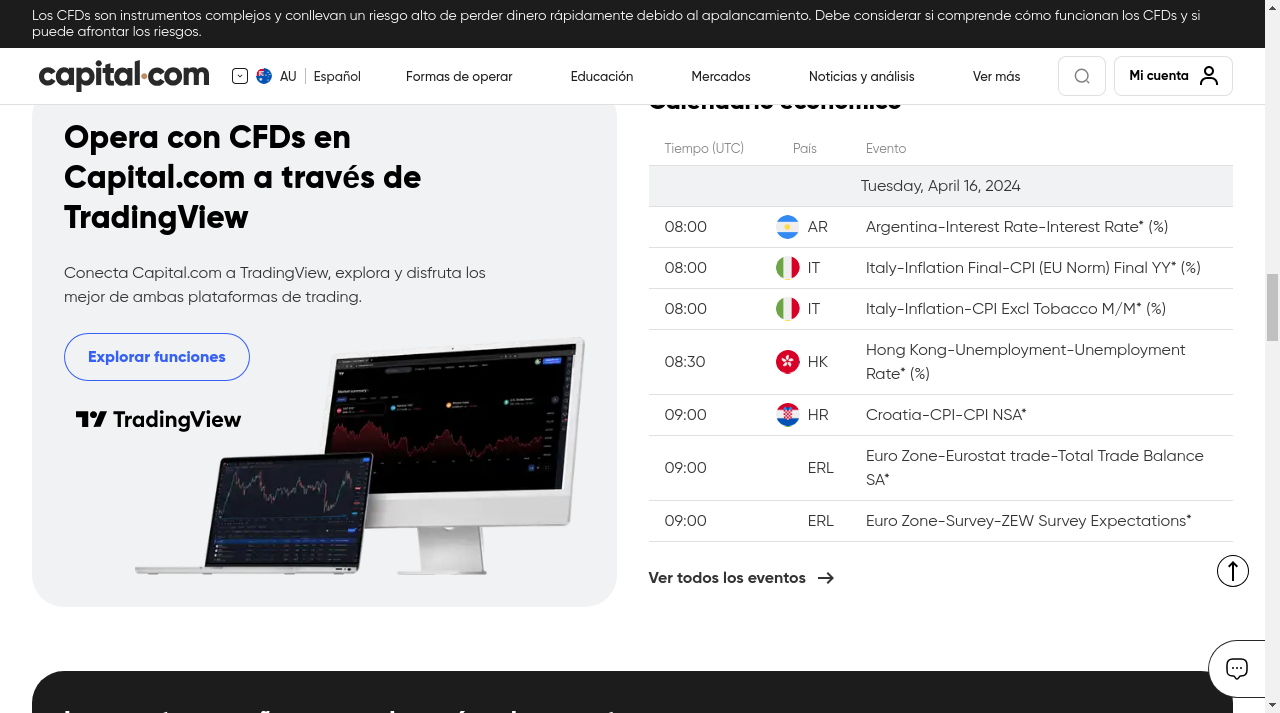 Los CFDs son instrumentos complejos y conllevan un riesgo alto de perder dinero rápidamente debido al apalancamiento. Debe considerar si comprende cómo funcionan los CFDs y si
puede afrontar los riesgos.
capital.com
AU
Español
Formas de operar
Educación
Mercados
Noticias y análisis
Ver más
Mi cuenta
Opera con CFDs en
Capital.com a través de
TradingView
Conecta Capital.com a TradingView, explora y disfruta los
mejor de ambas plataformas de trading.
Explorar funciones
TradingView
Calendario económico
Tiempo (UTC) País Evento
Tuesday, April 16, 2024
08:00 AR Argentina-Interest Rate-Interest Rate* (%)
08:00 IT Italy-Inflation Final-CPI (EU Norm) Final YY* (%)
08:00 IT Italy-Inflation-CPI Excl Tobacco M/M* (%)
08:30 HK Hong Kong-Unemployment-Unemployment
Rate* (%)
09:00 HR Croatia-CPI-CPI NSA*
09:00 ERL Euro Zone-Eurostat trade-Total Trade Balance
SA*
09:00 ERL Euro Zone-Survey-ZEW Survey Expectations*
Ver todos los eventos